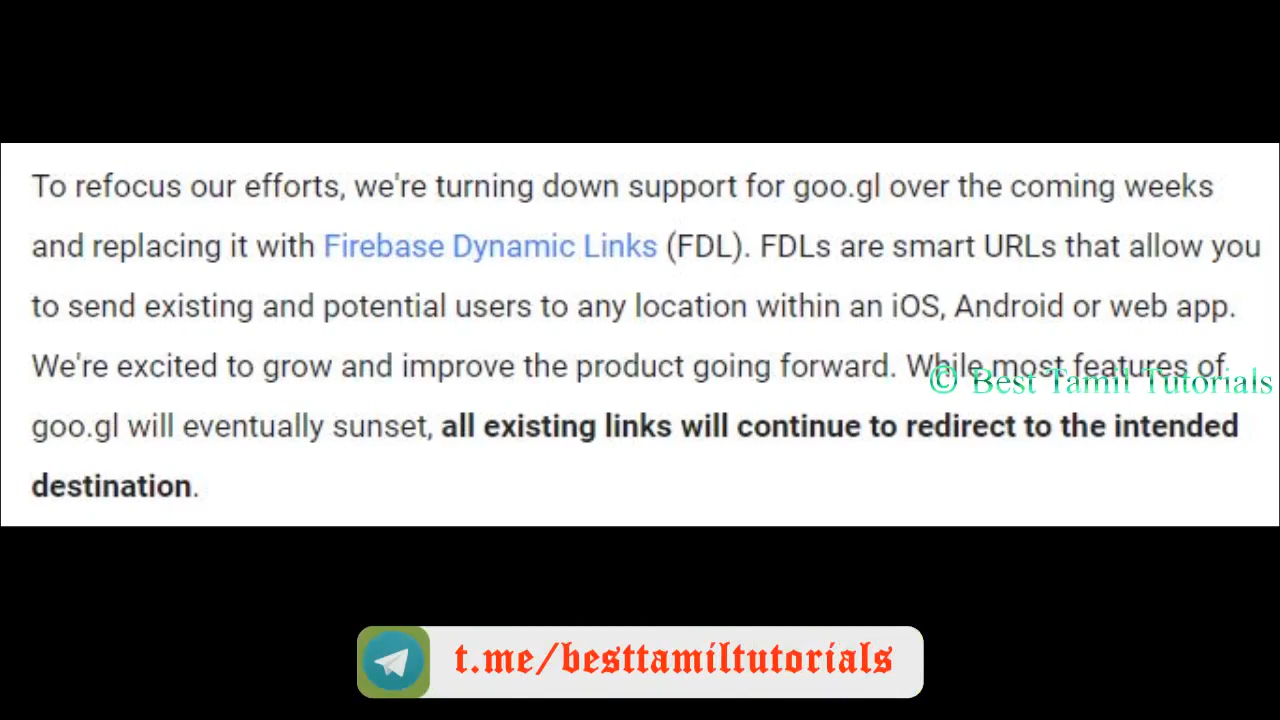 To refocus our efforts, we're turning down support for goo.gl over the coming weeks
and replacing it with Firebase Dynamic Links (FDL). FDLs are smart URLs that allow you
to send existing and potential users to any location within an iOS, Android or web app.
We're excited to grow and improve the product going forward. While most features of
© Best Tamil Tutorials
goo.gl will eventually sunset, all existing links will continue to redirect to the intended
destination.
t.me/besttamiltutorials